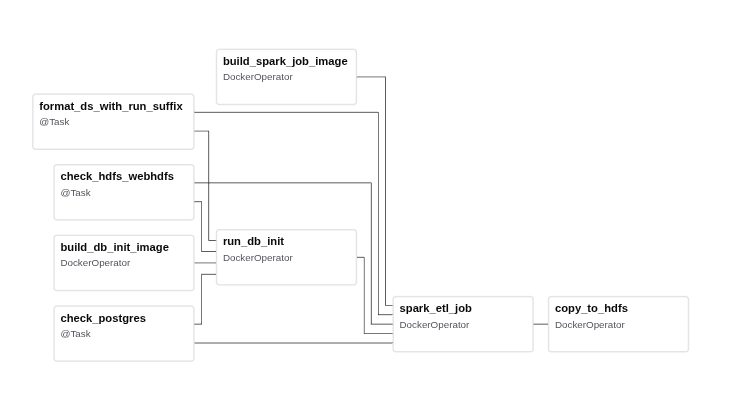 build_spark_job_image
DockerOperator
format_ds_with_run_suffix
@Task
check_hdfs_webhdfs
@Task
build_db_init_image
DockerOperator
run_db_init
DockerOperator
check_postgres
@Task
spark_etl_job
DockerOperator
copy_to_hdfs
DockerOperator